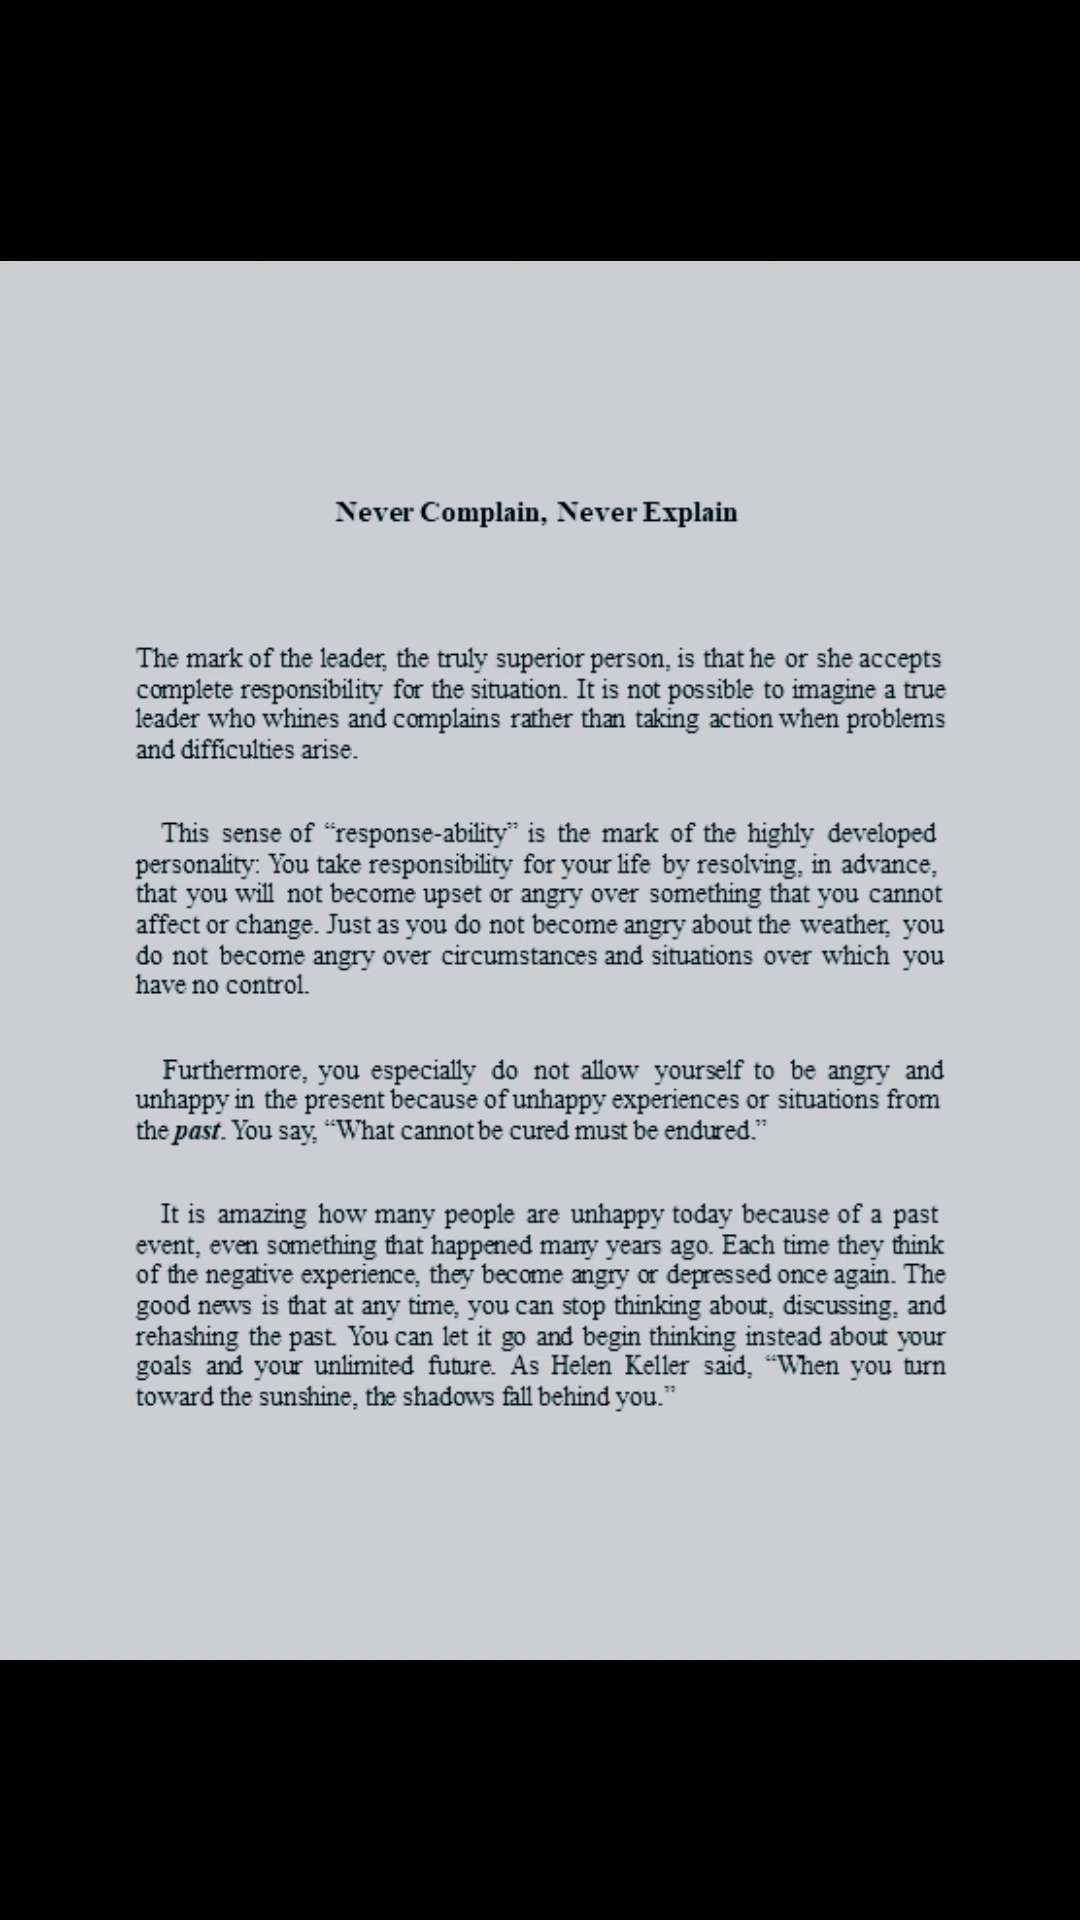 Never Complain, Never Explain
The mark of the leader, the truly superior person, is that he or she accepts
complete responsibility for the situation. It is not possible to imagine a true
leader who whines and complains rather than taking action when problems
and difficulties arise.
This sense of “response-ability” is the mark of the highly developed
personality: You take responsibility for your life by resolving, in advance,
that you will not become upset or angry over something that you cannot
affect or change. Just as you do not become angry about the weather, you
do not become angry over circumstances and situations over which you
have no control.
Furthermore, you especially do not allow yourself to be angry and
unhappy in the present because of unhappy experiences or situations from
the past. You say, “What cannot be cured must be endured.”
It is amazing how many people are unhappy today because of a past
event, even something that happened many years ago. Each time they think
of the negative experience, they become angry or depressed once again. The
good news is that at any time, you can stop thinking about, discussing, and
rehashing the past. You can let it go and begin thinking instead about your
goals and your unlimited future. As Helen Keller said, “When you turn
toward the sunshine, the shadows fall behind you.”